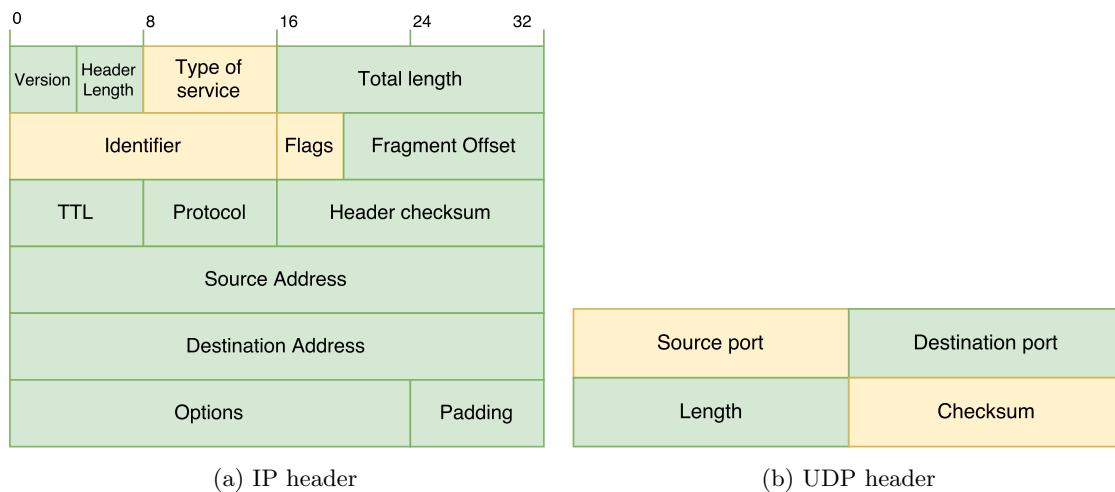 0 8 16 24 32
Version
Header
Length
Type of
service
Total length
Identifier
Flags
Fragment Offset
TTL
Protocol
Header checksum
Source Address
Destination Address
Options
Padding
(a) IP header
Source port
Destination port
Length
Checksum
(b) UDP header